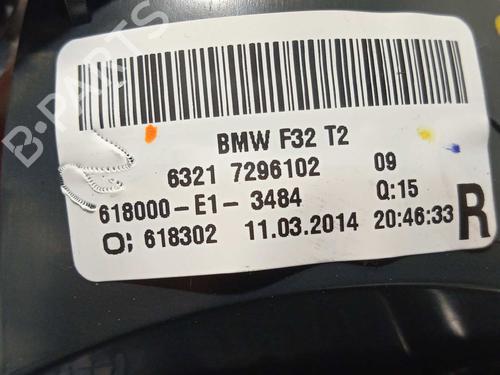 BMW F32 T2
6321 7296102 09
618000-E1-3484 Q:15
O; 618302 11.03.2014 20:46:33 R
B-PARTS